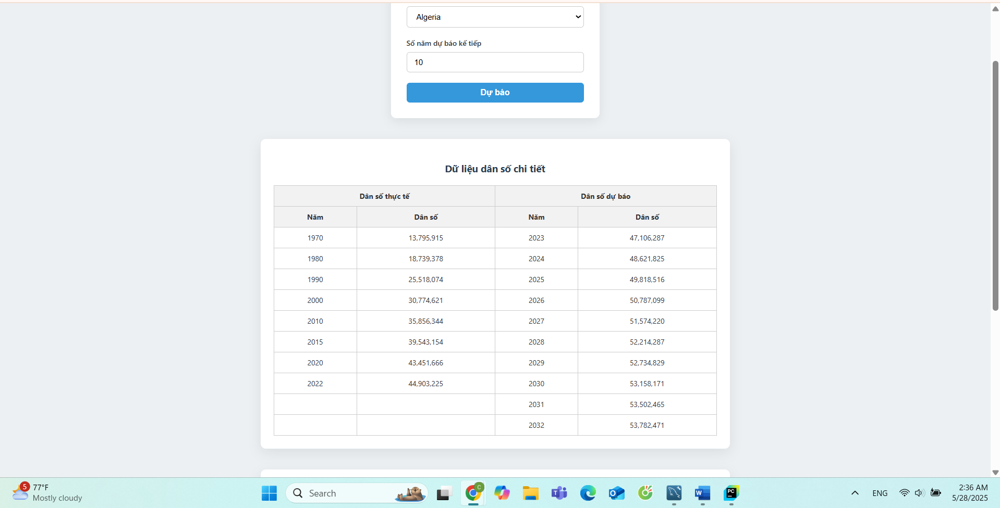 Algeria
Số năm dự báo kế tiếp
10
Dự báo
Dữ liệu dân số chi tiết
Dân số thực tế Dân số dự báo
Năm Dân số Năm Dân số
1970 13,795,915 2023 47,106,287
1980 18,739,378 2024 48,621,825
1990 25,518,074 2025 49,818,516
2000 30,774,621 2026 50,787,099
2010 35,856,344 2027 51,574,220
2015 39,543,154 2028 52,214,287
2020 43,451,666 2029 52,734,829
2022 44,903,225 2030 53,158,171
2031 53,502,465
2032 53,782,471
5
77°F
Mostly cloudy
Search
C
T
O
W
PC
ENG
2:36 AM
5/28/2025